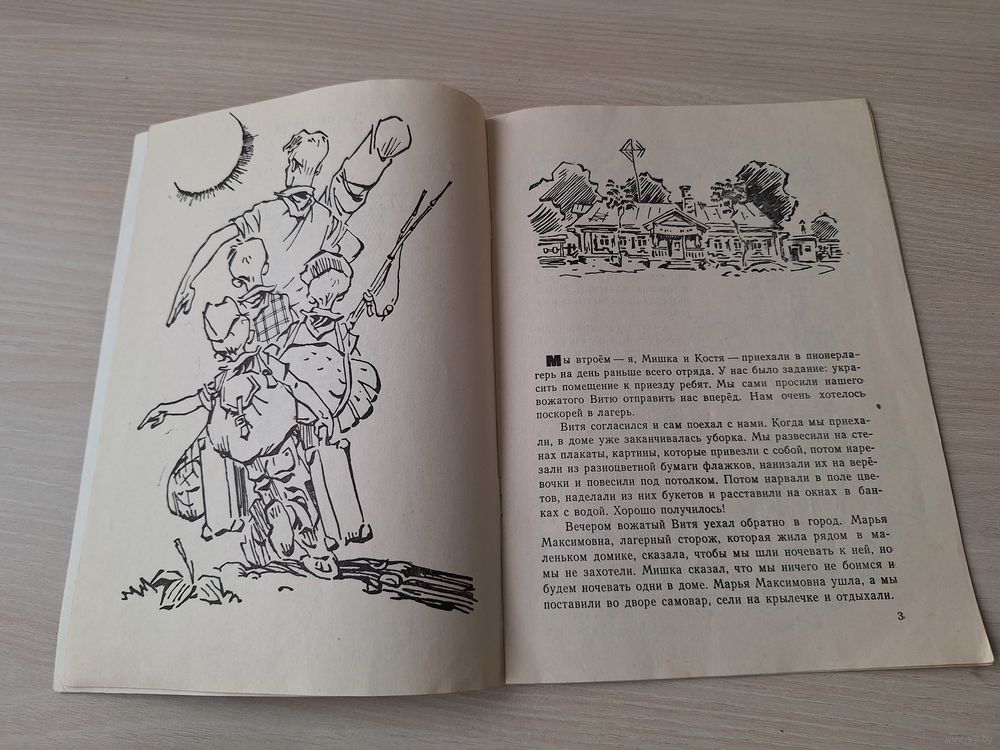 Мы втроём — я, Мишка и Костя — приехали в пионерла-
герь на день раньше всего отряда. У нас было задание: укра-
сить помещение к приезду ребят. Мы сами просили нашего
вожатого Витю отправить нас вперёд. Нам очень хотелось
поскорей в лагерь.
Витя согласился и сам поехал с нами. Когда мы приеха-
ли, в доме уже заканчивалась уборка. Мы развесили на сте-
нах плакаты, картины, которые привезли с собой, потом наре-
зали из разноцветной бумаги флажков, нанизали их на верё-
вочки и повесили под потолком. Потом нарвали в поле цве-
тов, наделали из них букетов и расставили на окнах в бан-
ках с водой. Хорошо получилось!
Вечером вожатый Витя уехал обратно в город. Марья
Максимовна, лагерный сторож, которая жила рядом в ма-
леньком домике, сказала, чтобы мы шли ночевать к ней, но
мы не захотели. Мишка сказал, что мы ничего не боимся и
будем ночевать одни в доме. Марья Максимовна ушла, а мы
поставили во дворе самовар, сели на крылечке и отдыхали.
3
www.ay.by